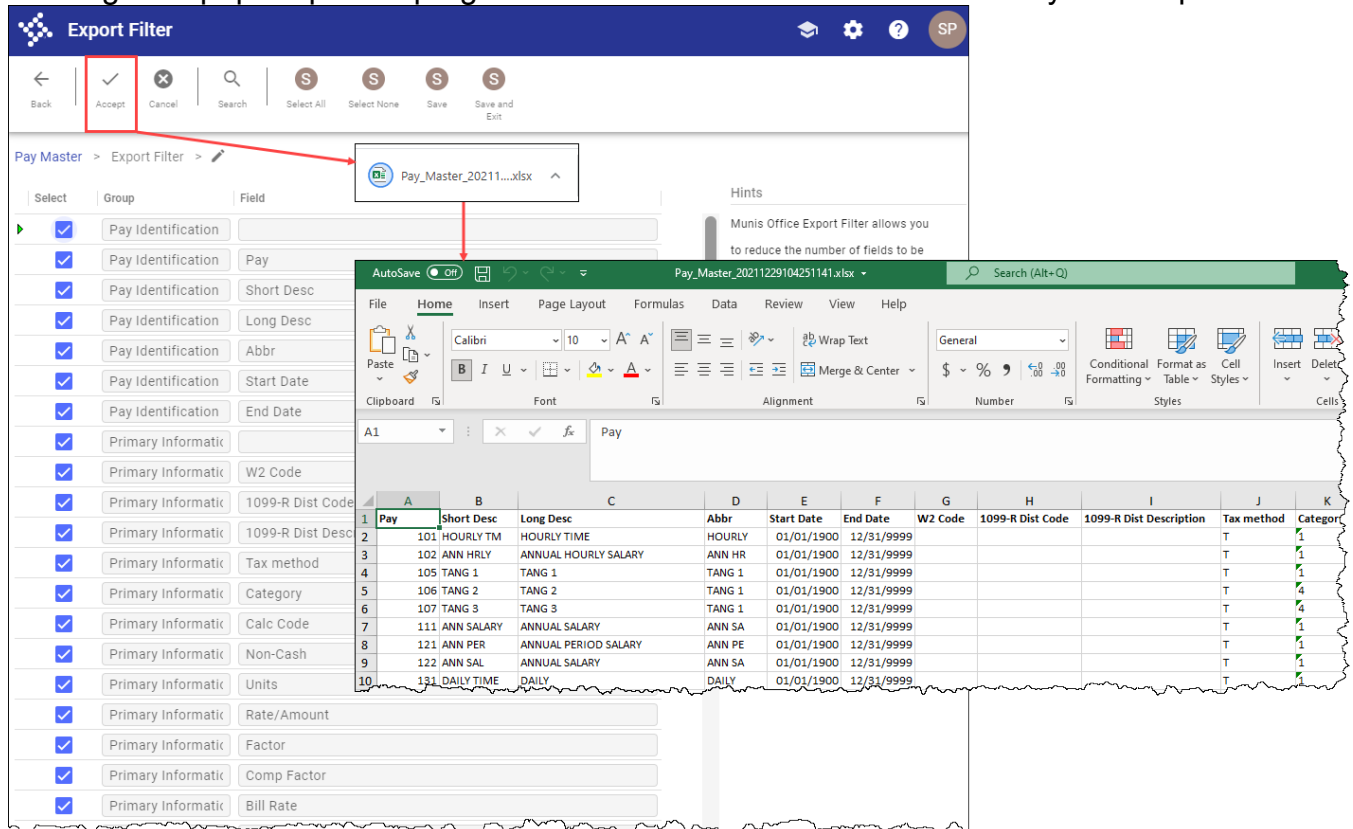 Export Filter
SP
Back
Accept
Cancel
Search
S
Select All
S
Select None
S
Save
S
Save and
Exit
Pay Master > Export Filter >
Pay_Master_20211....xlsx
Select Group Field
Hints
Munis Office Export Filter allows you
to reduce the number of fields to be
Pay Identification
Pay Identification Pay
Pay Identification Short Desc
Pay Identification Long Desc
Pay Identification Abbr
Pay Identification Start Date
Pay Identification End Date
Primary Informatic
Primary Informatic W2 Code
Primary Informatic 1099-R Dist Code
Primary Informatic 1099-R Dist Desc
Primary Informatic Tax method
Primary Informatic Category
Primary Informatic Calc Code
Primary Informatic Non-Cash
Primary Informatic Units
Primary Informatic Rate/Amount
Primary Informatic Factor
Primary Informatic Comp Factor
Primary Informatic Bill Rate
AutoSave Off Pay_Master_20211229104251141.xlsx Search (Alt+Q)
File Home Insert Page Layout Formulas Data Review View Help
Paste
Clipboard
Calibri 10 A A
B I U A
Font
ab Wrap Text
Merge & Center
Alignment
General
$ % 9 .00 .00
Number
Conditional Formatting
Format as Table
Cell Styles
Styles
Insert Delet
Cells
A1 fx Pay
A B C D E F G H I J K
1 Pay Short Desc Long Desc Abbr Start Date End Date W2 Code 1099-R Dist Code 1099-R Dist Description Tax method Categor
2 101 HOURLY TM HOURLY TIME HOURLY 01/01/1900 12/31/9999 T 1
3 102 ANN HRLY ANNUAL HOURLY SALARY ANN HR 01/01/1900 12/31/9999 T 1
4 105 TANG 1 TANG 1 TANG 1 01/01/1900 12/31/9999 T 1
5 106 TANG 2 TANG 2 TANG 1 01/01/1900 12/31/9999 T 4
6 107 TANG 3 TANG 3 TANG 1 01/01/1900 12/31/9999 T 4
7 111 ANN SALARY ANNUAL SALARY ANN SA 01/01/1900 12/31/9999 T 1
8 121 ANN PER ANNUAL PERIOD SALARY ANN PE 01/01/1900 12/31/9999 T 1
9 122 ANN SAL ANNUAL SALARY ANN SA 01/01/1900 12/31/9999 T 1
10 131 DAILY TIME DAILY DAILY 01/01/1900 12/31/9999 T 1